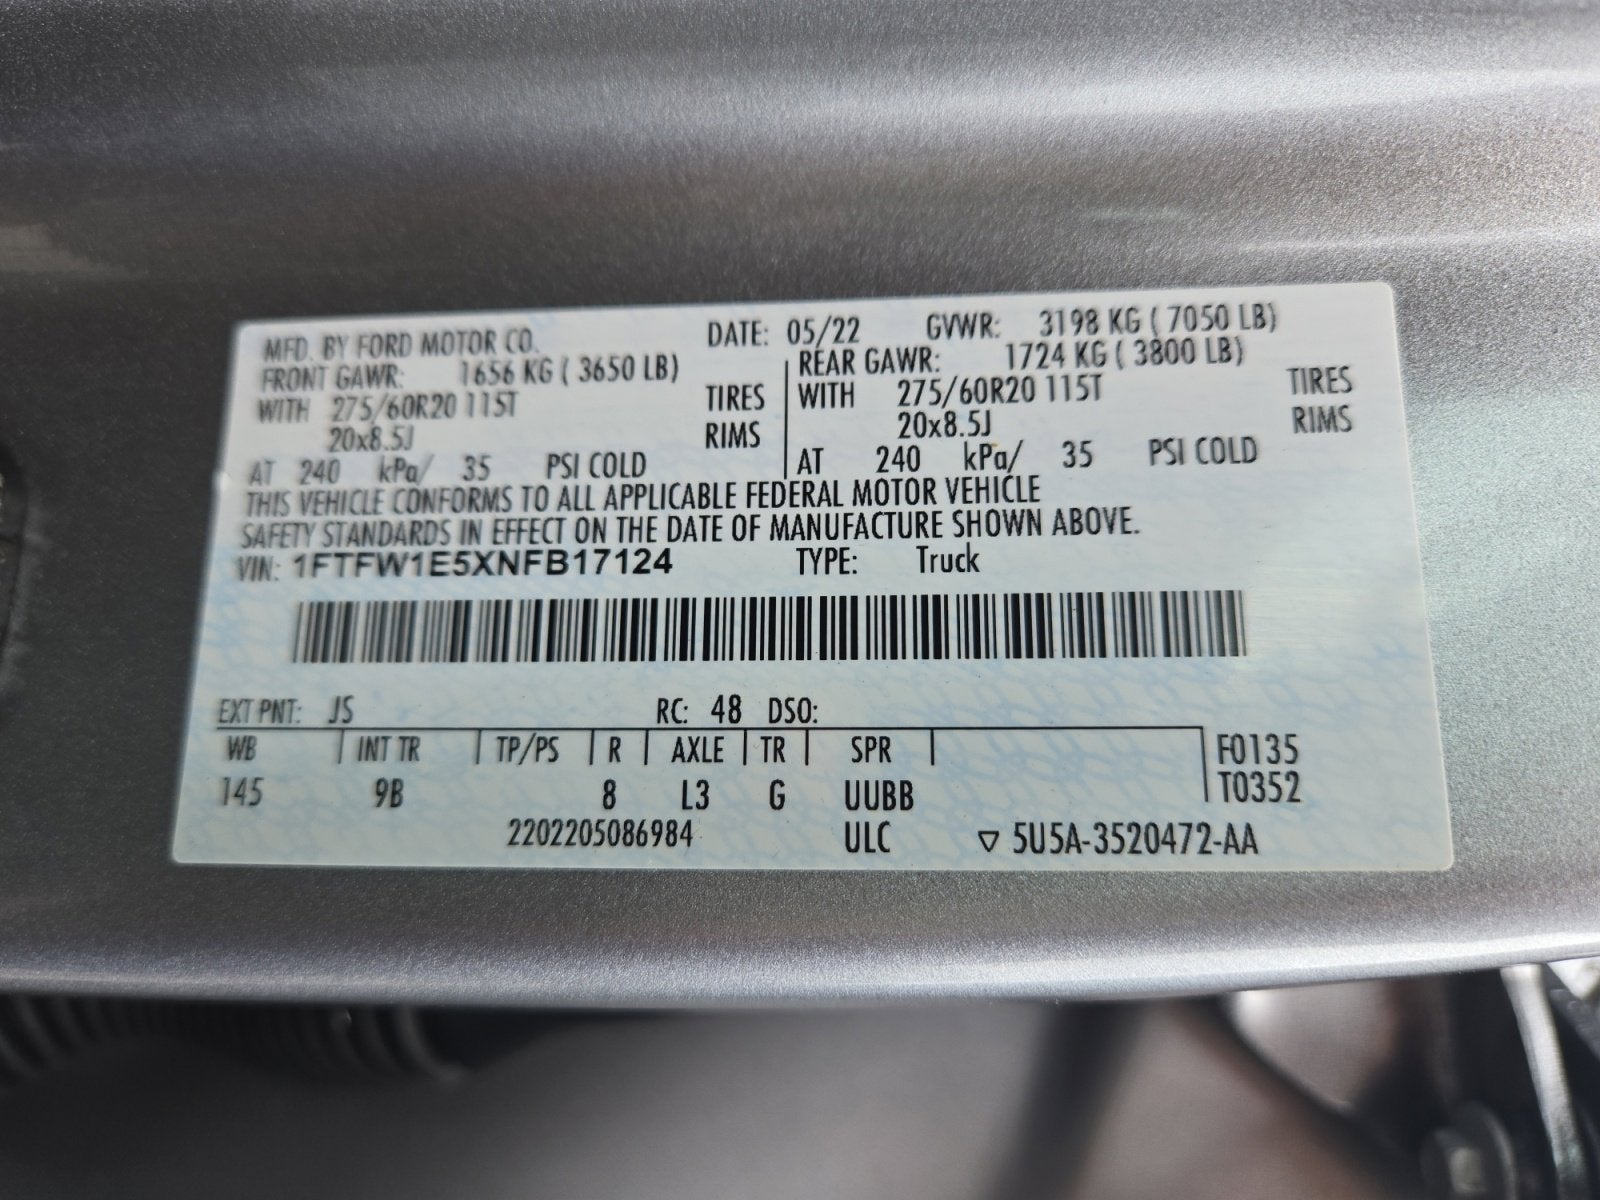 MFD. BY FORD MOTOR CO. DATE: 05/22 GVWR: 3198 KG ( 7050 LB)
FRONT GAWR: 1656 KG ( 3650 LB) REAR GAWR: 1724 KG ( 3800 LB)
WITH 275/60R20 115T TIRES WITH 275/60R20 115T TIRES
20x8.5J RIMS 20x8.5J RIMS
AT 240 kPa/ 35 PSI COLD AT 240 kPa/ 35 PSI COLD
THIS VEHICLE CONFORMS TO ALL APPLICABLE FEDERAL MOTOR VEHICLE
SAFETY STANDARDS IN EFFECT ON THE DATE OF MANUFACTURE SHOWN ABOVE.
VIN: 1FTFW1E5XNFB17124 TYPE: Truck
EXT PNT: JS RC: 48 DSO:
WB INT TR TP/PS R AXLE TR SPR F0135
145 9B 8 L3 G UUBB T0352
2202205086984 ULC ▽ 5U5A-3520472-AA